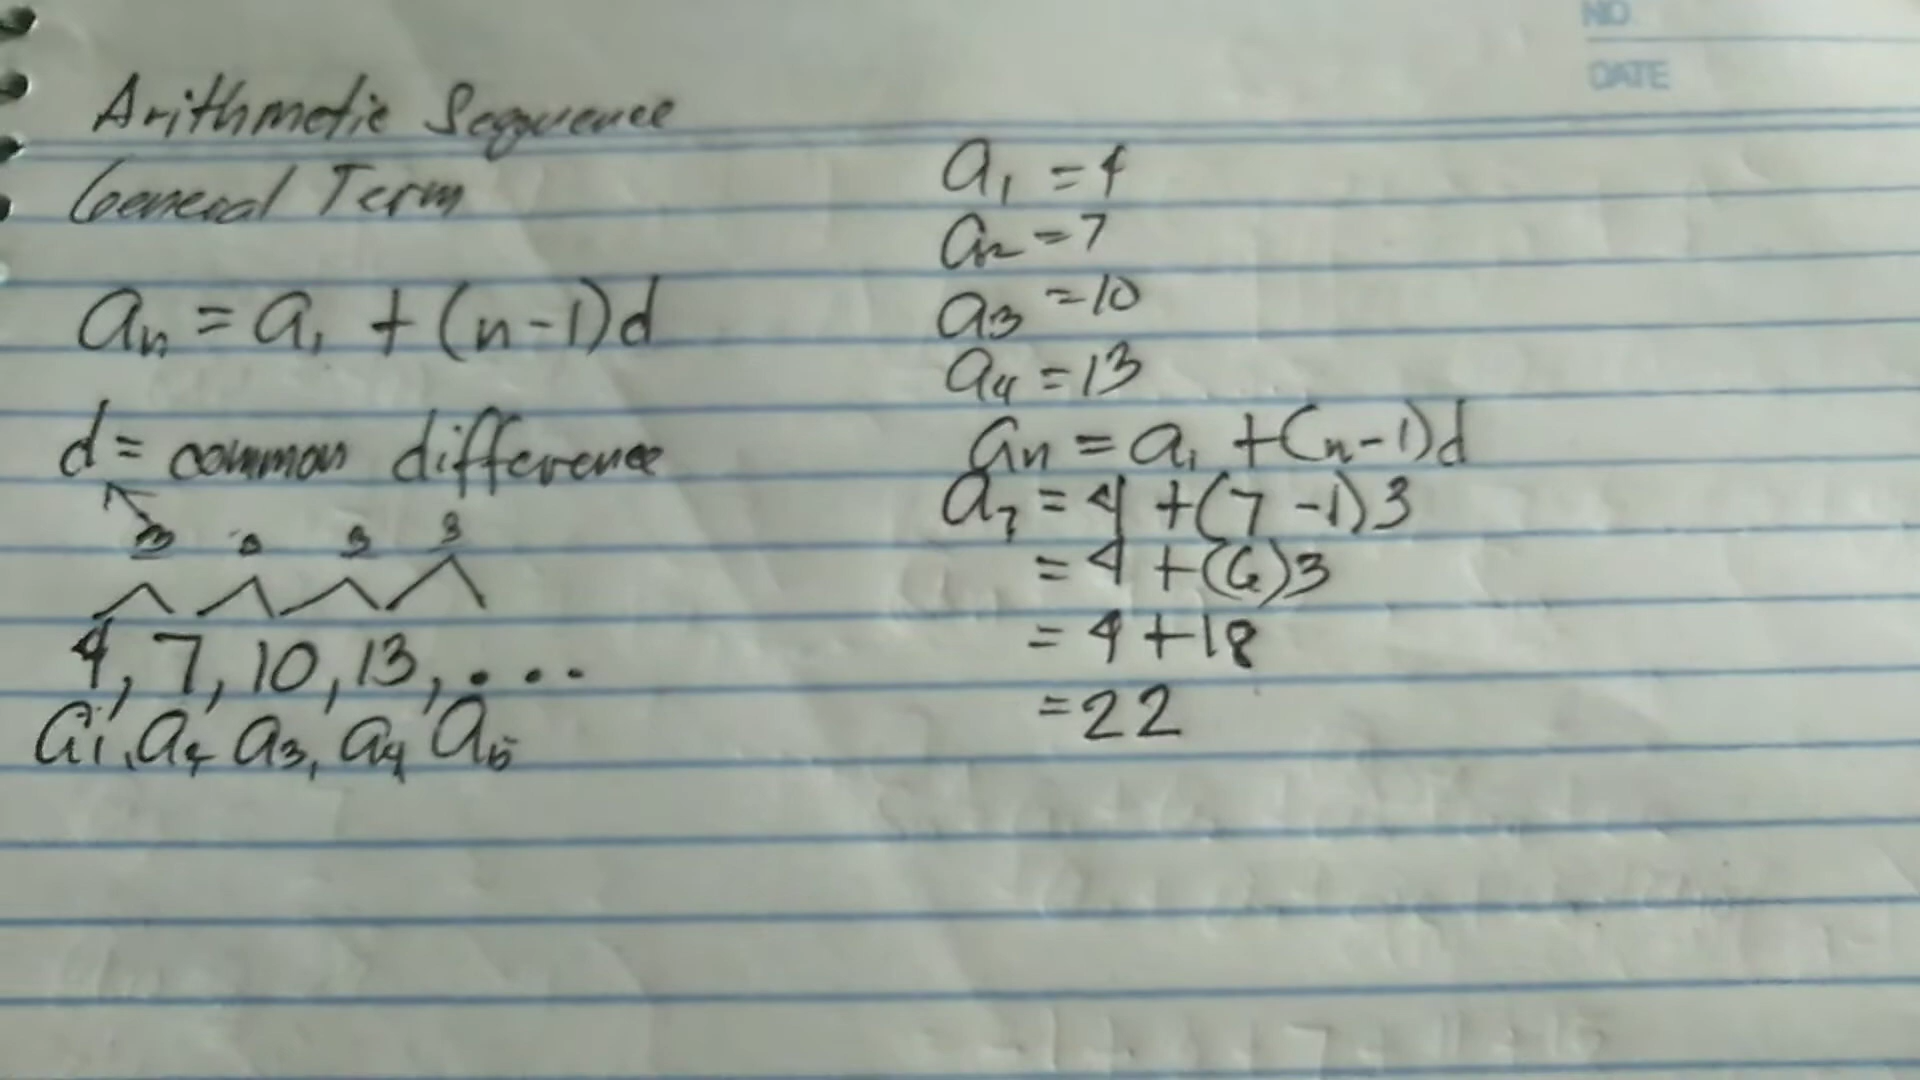 NO
DATE
Arithmetic Sequence
General Term
aₙ = a₁ + (n-1)d
d = common difference
3 3 3
4, 7, 10, 13, . . .
a₁, a₂ a₃, a₄ a₅
a₁ = 4
a₂ = 7
a₃ = 10
a₄ = 13
aₙ = a₁ + (n-1)d
a₇ = 4 + (7 -1)3
= 4 + (6)3
= 4 + 18
= 22